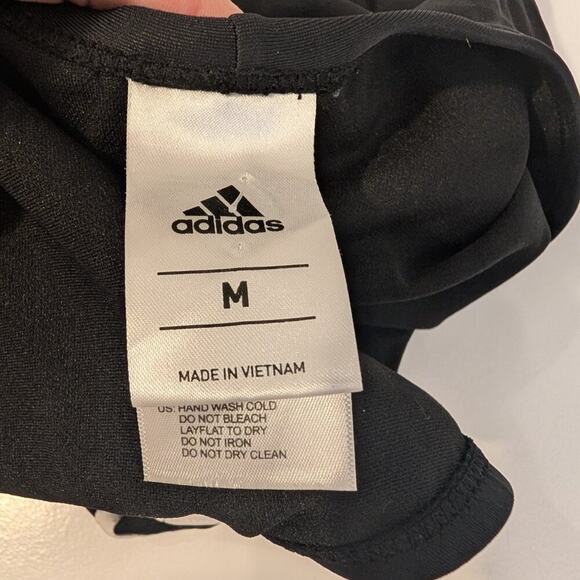 adidas
M
MADE IN VIETNAM
US: HAND WASH COLD
DO NOT BLEACH
LAYFLAT TO DRY
DO NOT IRON
DO NOT DRY CLEAN